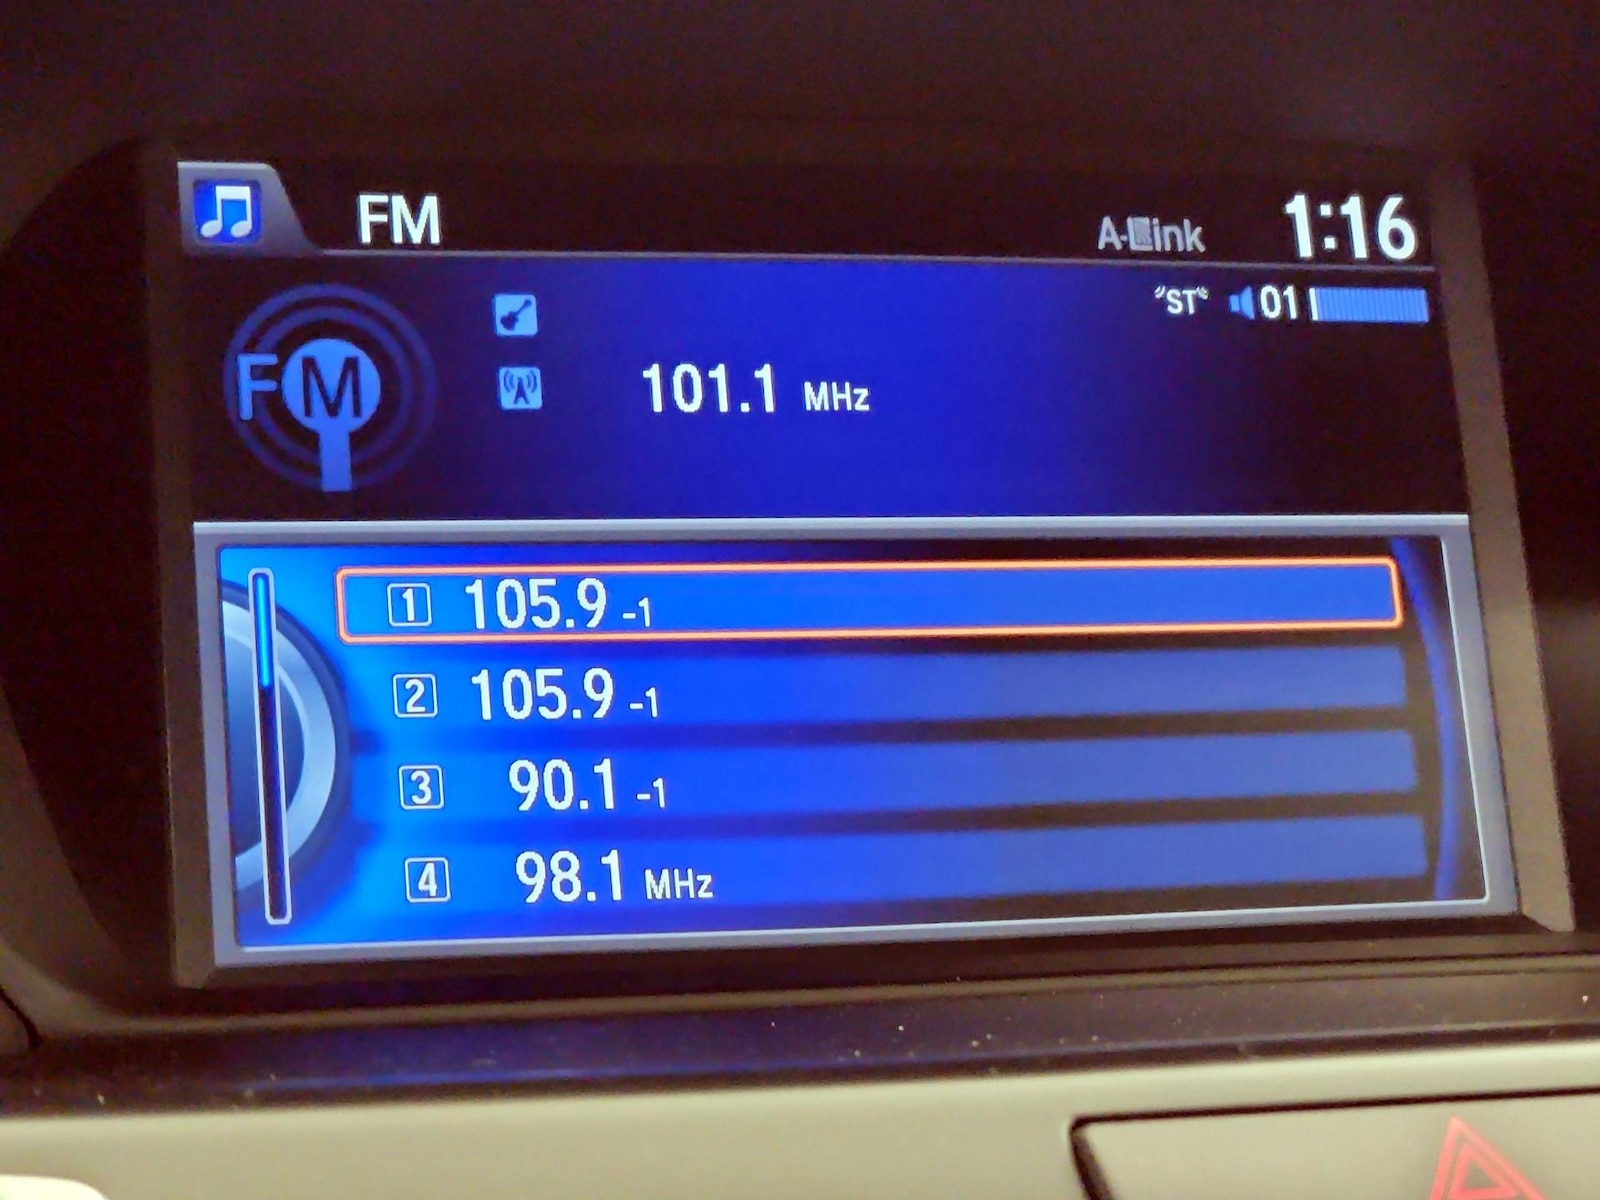 FM
A-Link 1:16
"ST" 01
FM
101.1 MHz
1 105.9 -1
2 105.9 -1
3 90.1 -1
4 98.1 MHz